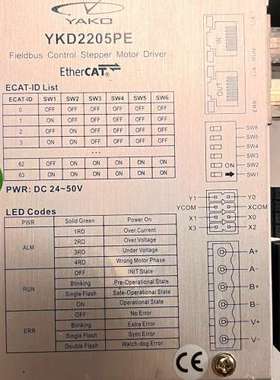 YAKO
YKD2205PE
Fieldbus Control Stepper Motor Driver
EtherCAT
ECAT-ID List
ECAT-ID SW1 SW2 SW3 SW4 SW5 SW6
0 OFF OFF OFF OFF OFF OFF
1 ON OFF OFF OFF OFF OFF
2 OFF ON OFF OFF OFF OFF
3 ON ON OFF OFF OFF OFF
...
62 OFF ON ON ON ON ON
63 ON ON ON ON ON ON
PWR: DC 24~50V
LED Codes
PWR Solid Green Power On
ALM
1RD Over Current
2RD Over Voltage
3RD Under Voltage
4RD Wrong Motor Phase
RUN
OFF INIT State
Blinking Pre-Operational State
Single Flash Safe-Operational State
ON Operational State
ERR
OFF No Error
Blinking Extra Error
Single Flash Sync Error
Double Flash Watch-dog Error
IN
OUT
SW6
SW5
SW4
SW3
SW2
SW1
ON
Y1 Y0
XCOM YCOM
X1 X0
X3 X2
A+
A-
B+
B-
V+
V-
CE